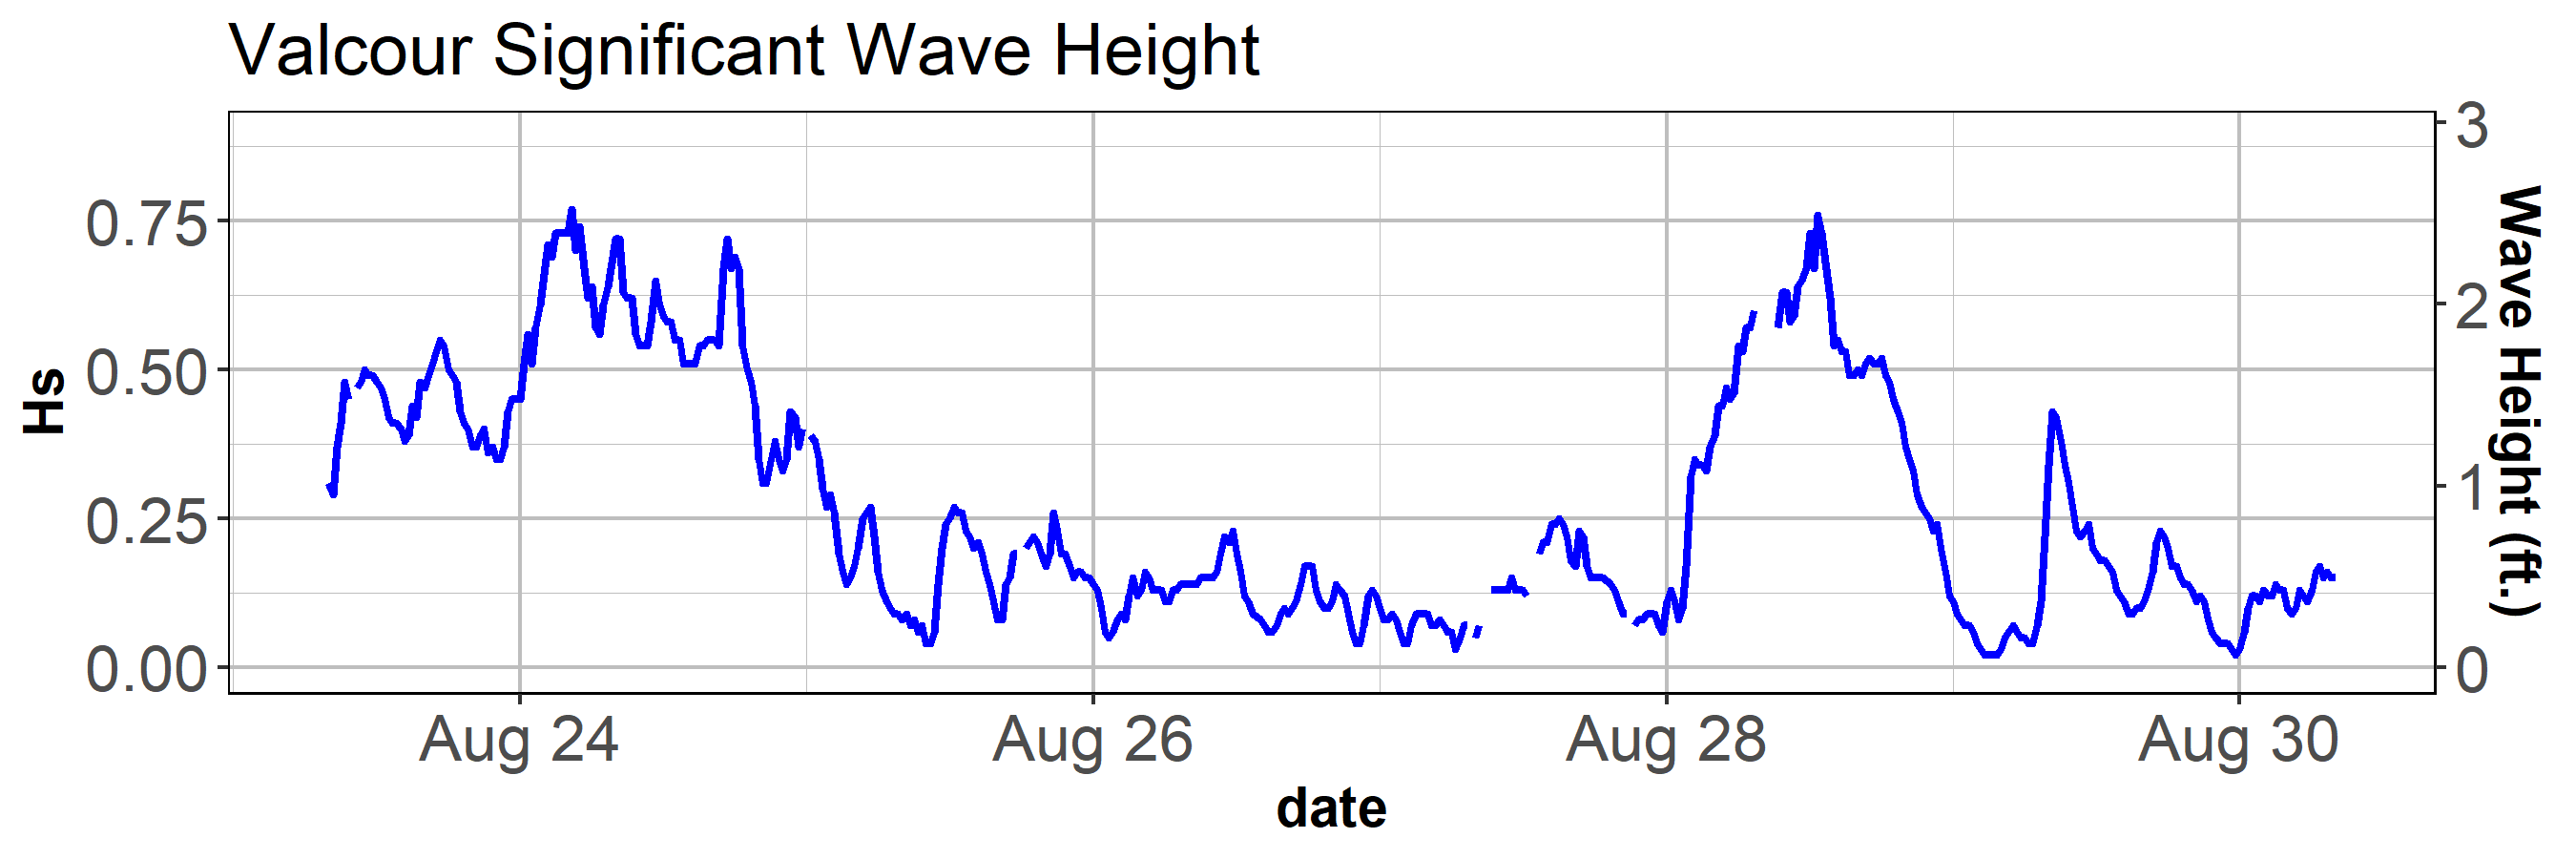 Valcour Significant Wave Height
Hs
0.75
0.50
0.25
0.00
3
2
1
0
Wave Height (ft.)
Aug 24
Aug 26
Aug 28
Aug 30
date